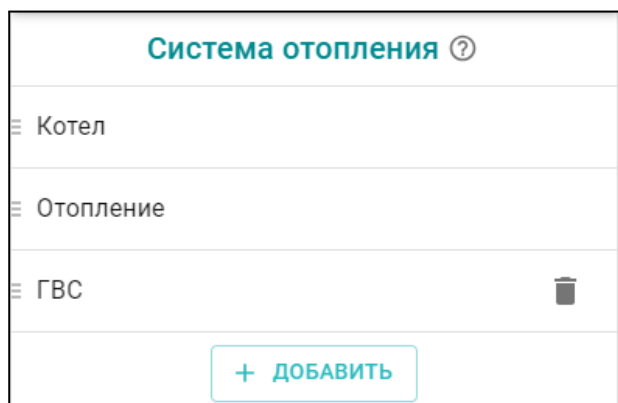 Система отопления ?
Котел
Отопление
ГВС
+ ДОБАВИТЬ